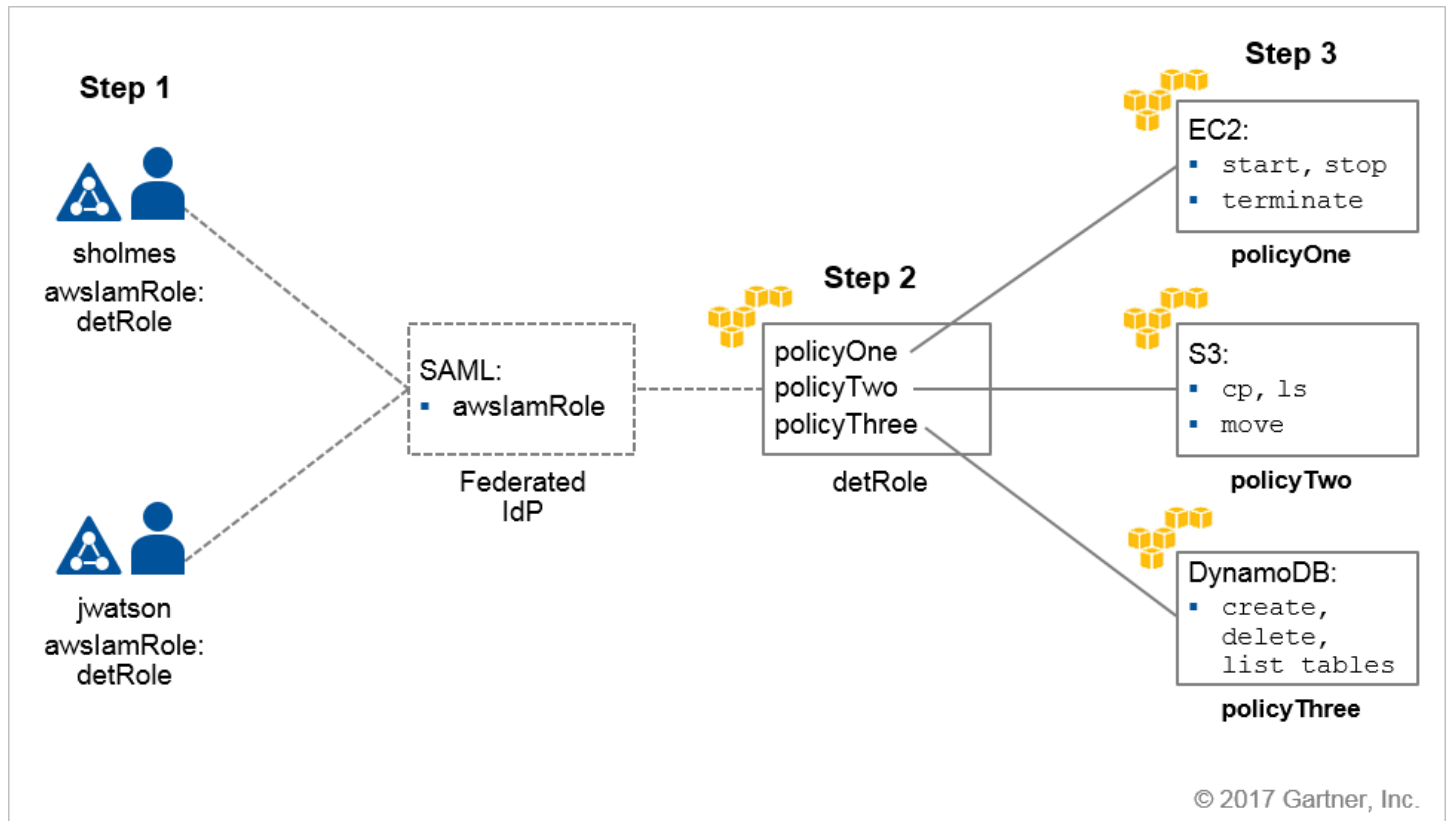 Step 1
sholmes
awsIamRole:
detRole
jwatson
awsIamRole:
detRole
SAML:
▪ awsIamRole
Federated
IdP
Step 2
policyOne
policyTwo
policyThree
detRole
Step 3
EC2:
▪ start, stop
▪ terminate
policyOne
S3:
▪ cp, ls
▪ move
policyTwo
DynamoDB:
▪ create,
delete,
list tables
policyThree
© 2017 Gartner, Inc.